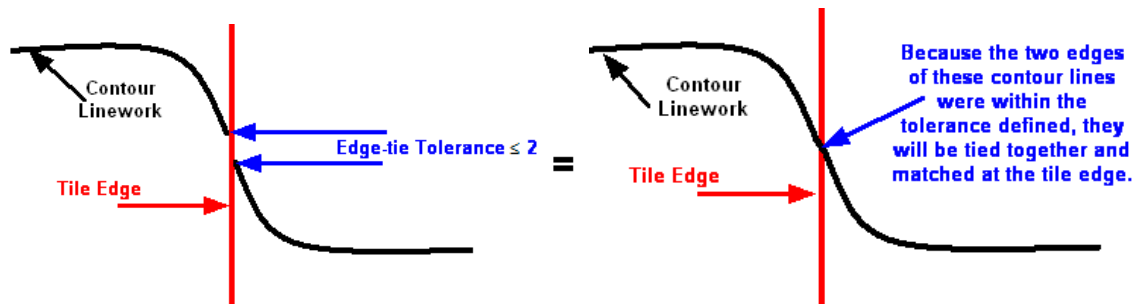 Contour
Linework
Edge-tie Tolerance ≤ 2
Tile Edge
=
Contour
Linework
Tile Edge
Because the two edges
of these contour lines
were within the
tolerance defined, they
will be tied together and
matched at the tile edge.